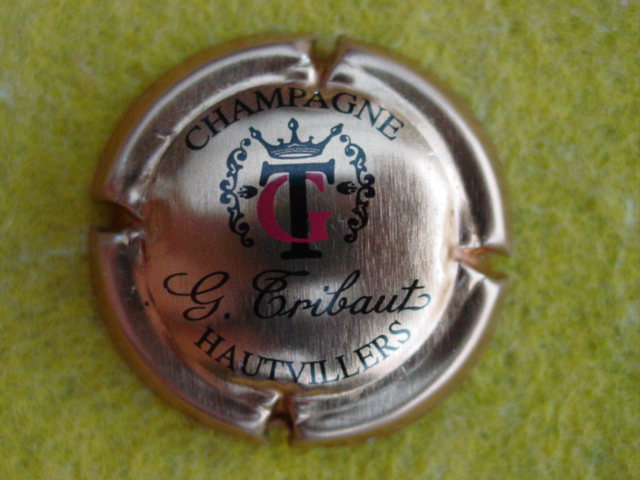 CHAMPAGNE
TG
G. Tribaut
HAUTVILLERS